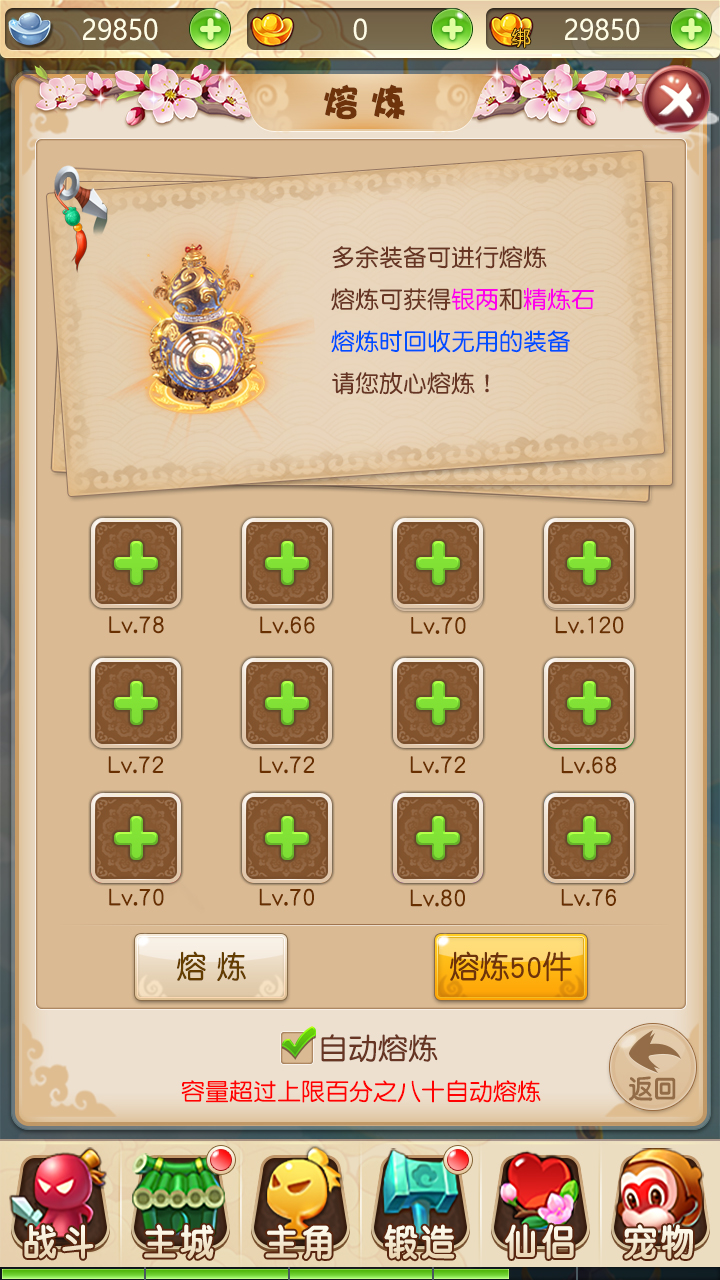 29850
0
绑
29850
熔炼
多余装备可进行熔炼
熔炼可获得银两和精炼石
熔炼时回收无用的装备
请您放心熔炼！
Lv.78 Lv.66 Lv.70 Lv.120
Lv.72 Lv.72 Lv.72 Lv.68
Lv.70 Lv.70 Lv.80 Lv.76
熔炼 熔炼50件
自动熔炼
容量超过上限百分之八十自动熔炼
返回
战斗 主城 主角 锻造 仙侣 宠物